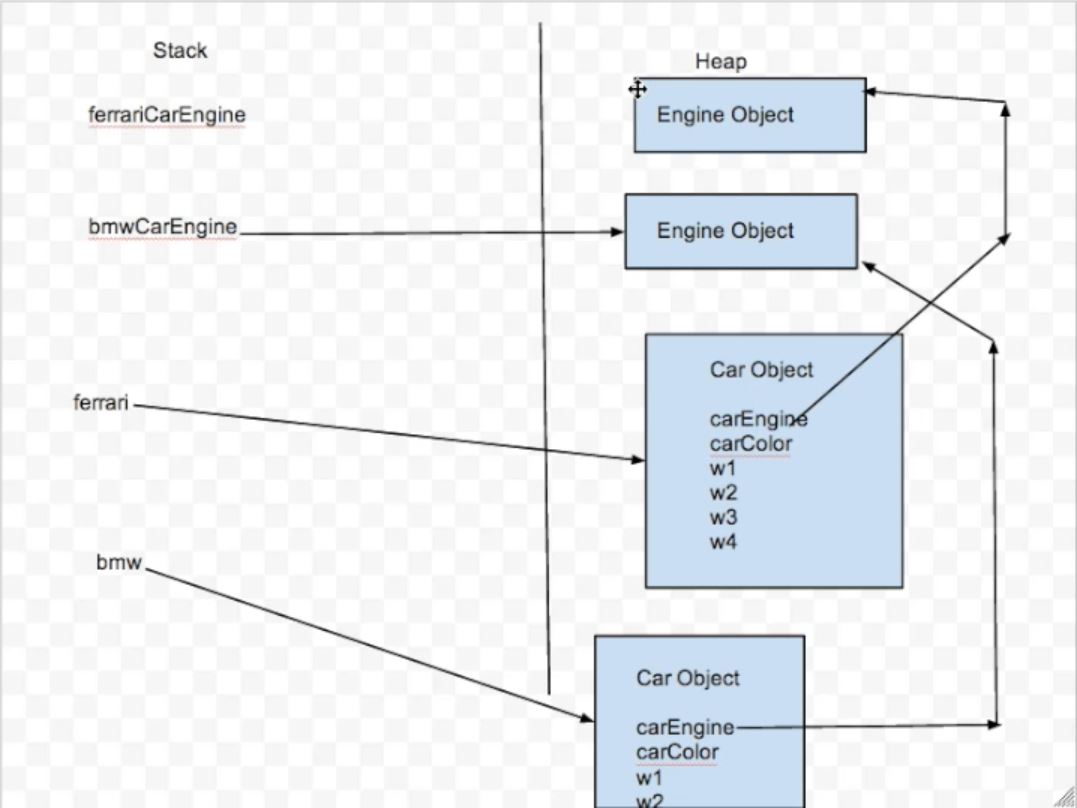 Stack
Heap
ferrariCarEngine
Engine Object
bmwCarEngine
Engine Object
ferrari
Car Object
carEngine
carColor
w1
w2
w3
w4
bmw
Car Object
carEngine
carColor
w1
w2